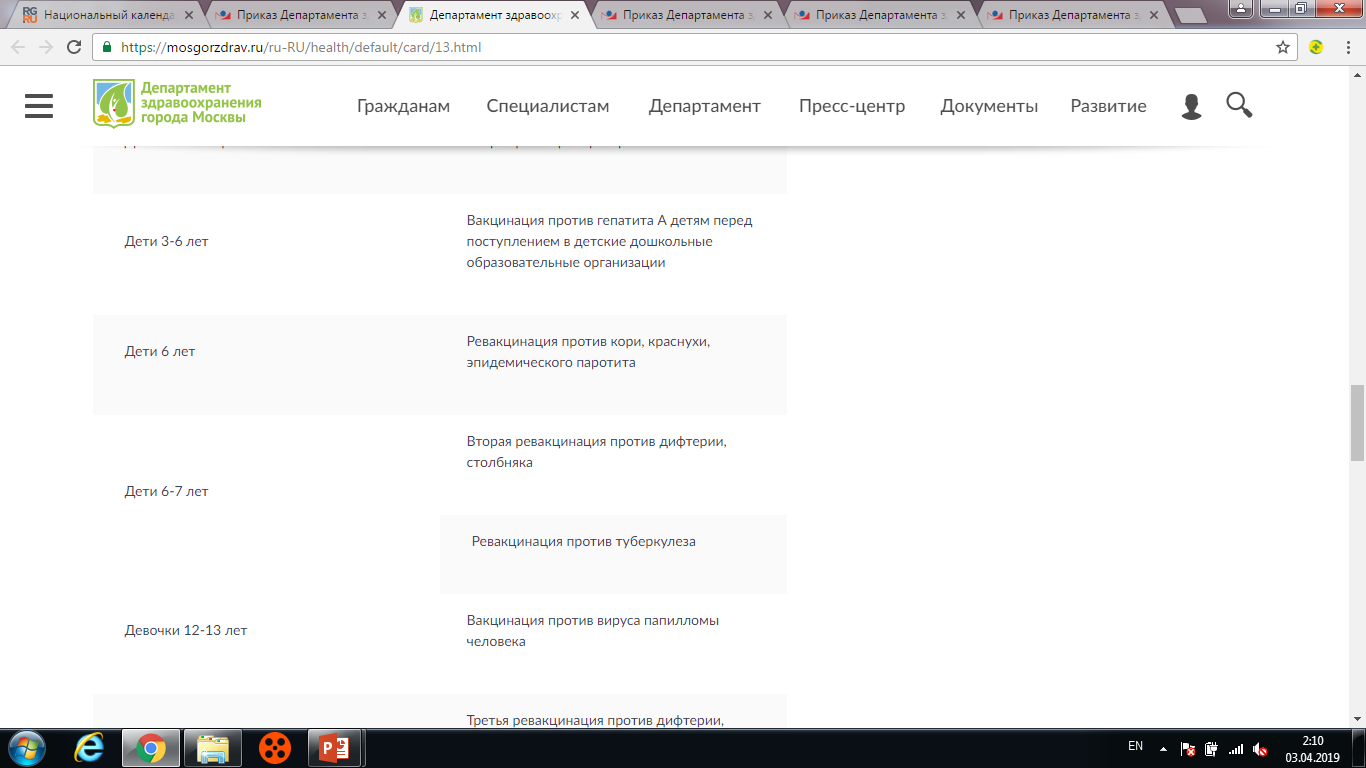 Национальный календа
Приказ Департамента з
Департамент здравоохр
Приказ Департамента з
Приказ Департамента з
Приказ Департамента з
https://mosgorzdrav.ru/ru-RU/health/default/card/13.html
Департамент
здравоохранения
города Москвы
Гражданам Специалистам Департамент Пресс-центр Документы Развитие
Вакцинация против гепатита А детям перед
Дети 3-6 лет
поступлением в детские дошкольные
образовательные организации
Дети 6 лет
Ревакцинация против кори, краснухи,
эпидемического паротита
Вторая ревакцинация против дифтерии,
столбняка
Дети 6-7 лет
Ревакцинация против туберкулеза
Девочки 12-13 лет
Вакцинация против вируса папилломы
человека
Третья ревакцинация против дифтерии,
EN
2:10
03.04.2019